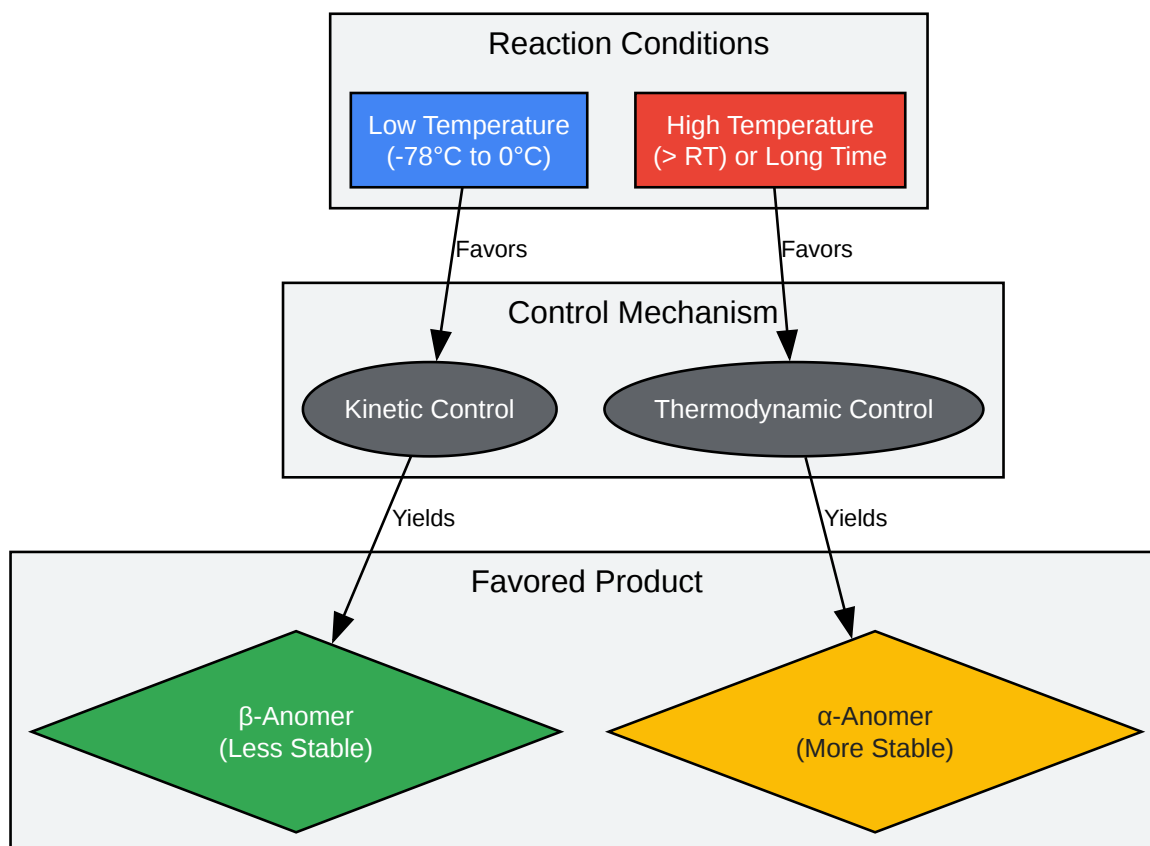 Reaction Conditions
Low Temperature
(-78°C to 0°C)
High Temperature
(> RT) or Long Time
Favors
Favors
Control Mechanism
Kinetic Control
Thermodynamic Control
Yields
Yields
Favored Product
β-Anomer
(Less Stable)
α-Anomer
(More Stable)